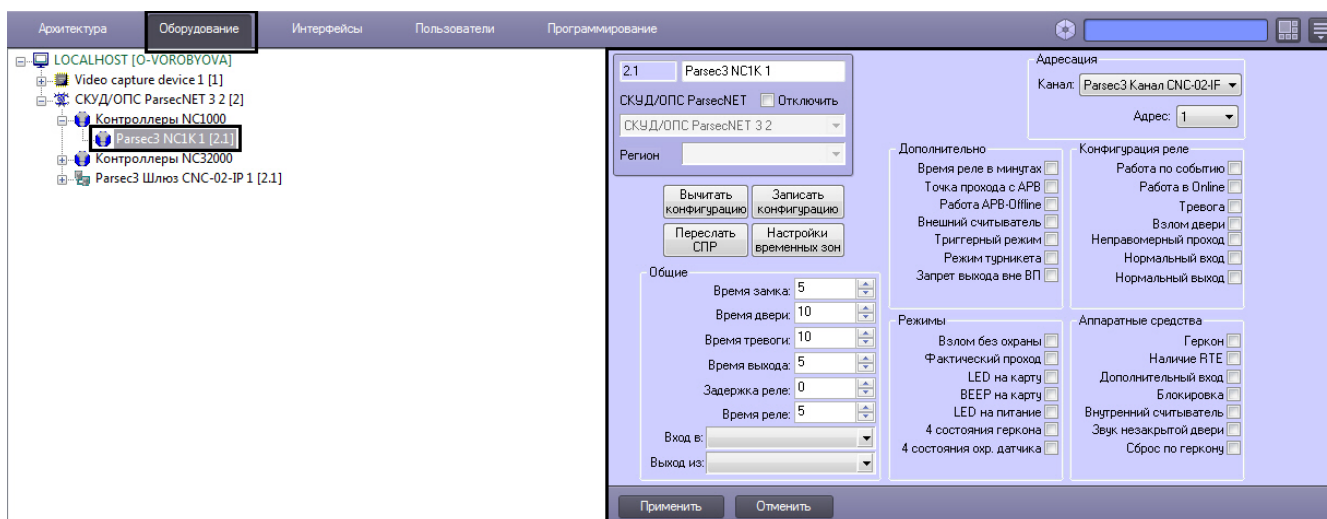 Архитектура Оборудование Интерфейсы Пользователи Программирование
LOCALHOST [O-VOROBYOVA]
Video capture device 1 [1]
СКУД/ОПС ParsecNET 3 2 [2]
Контроллеры NC1000
Parsec3 NC1K 1 [2.1]
Контроллеры NC32000
Parsec3 Шлюз CNC-02-IP 1 [2.1]
2.1 Parsec3 NC1K 1
СКУД/ОПС ParsecNET Отключить
СКУД/ОПС ParsecNET 3 2
Регион
Вычитать конфигурацию
Записать конфигурацию
Переслать СПР
Настройки временных зон
Общие
Время замка: 5
Время двери: 10
Время тревоги: 10
Время выхода: 5
Задержка реле: 0
Время реле: 5
Вход в:
Выход из:
Адресация
Канал: Parsec3 Канал CNC-02-IF
Адрес: 1
Дополнительно
Время реле в минутах
Точка прохода с APB
Работа APB-Offline
Внешний считыватель
Триггерный режим
Режим турникета
Запрет выхода вне ВП
Конфигурация реле
Работа по событию
Работа в Online
Тревога
Взлом двери
Неправомерный проход
Нормальный вход
Нормальный выход
Режимы
Взлом без охраны
Фактический проход
LED на карту
BEEP на карту
LED на питание
4 состояния геркона
4 состояния охр. датчика
Аппаратные средства
Геркон
Наличие RTE
Дополнительный вход
Блокировка
Внутренний считыватель
Звук незакрытой двери
Сброс по геркону
Применить Отменить